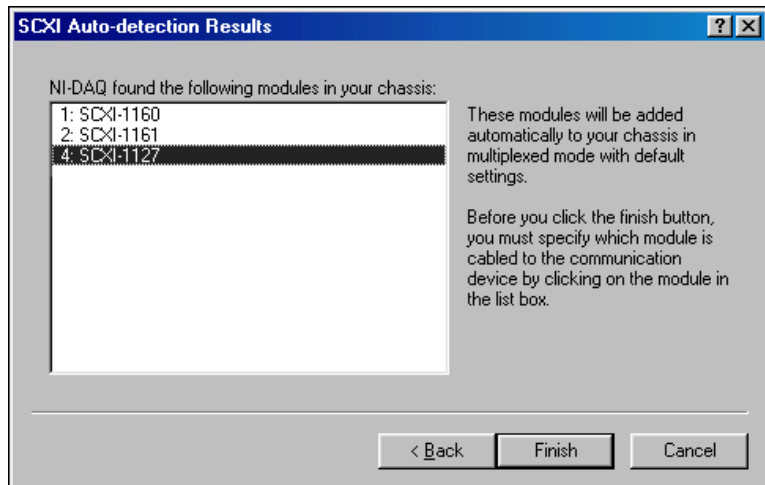 SCXI Auto-detection Results
NI-DAQ found the following modules in your chassis:
1: SCXI-1160
2: SCXI-1161
4: SCXI-1127
These modules will be added
automatically to your chassis in
multiplexed mode with default
settings.
Before you click the finish button,
you must specify which module is
cabled to the communication
device by clicking on the module in
the list box.
< Back
Finish
Cancel